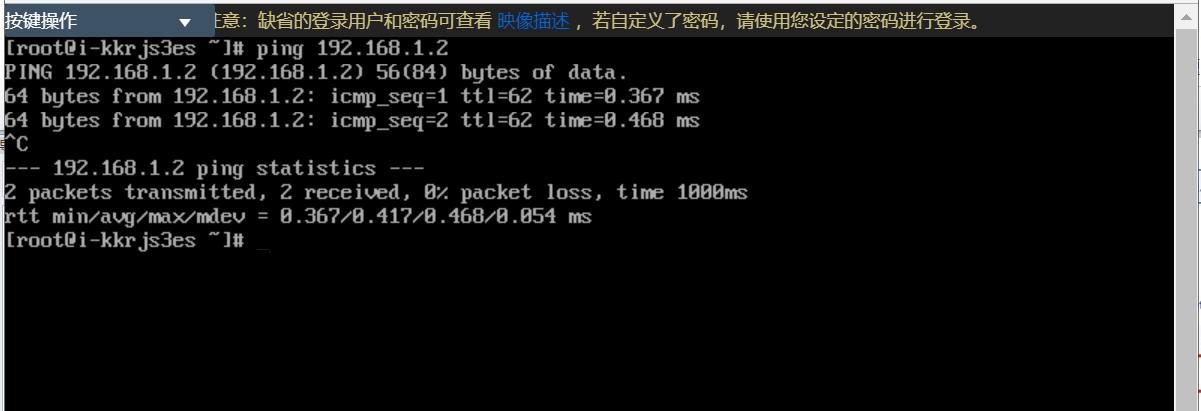 按键操作 注意：缺省的登录用户和密码可查看 映像描述 ，若自定义了密码，请使用您设定的密码进行登录。
[root@i-kkrjs3es ~]# ping 192.168.1.2
PING 192.168.1.2 (192.168.1.2) 56(84) bytes of data.
64 bytes from 192.168.1.2: icmp_seq=1 ttl=62 time=0.367 ms
64 bytes from 192.168.1.2: icmp_seq=2 ttl=62 time=0.468 ms
^C
--- 192.168.1.2 ping statistics ---
2 packets transmitted, 2 received, 0% packet loss, time 1000ms
rtt min/avg/max/mdev = 0.367/0.417/0.468/0.054 ms
[root@i-kkrjs3es ~]# _